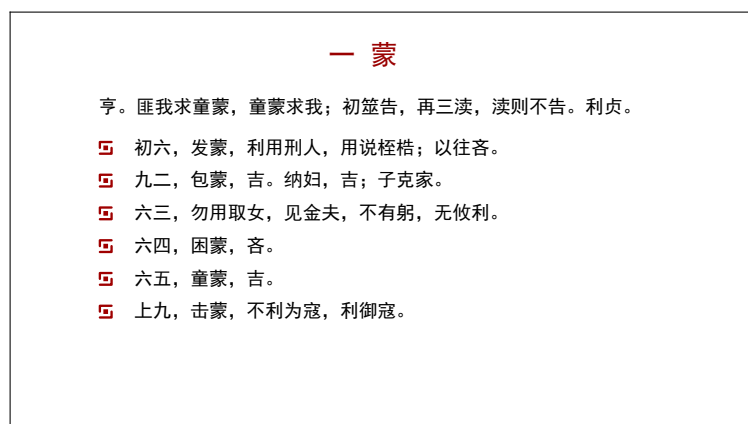 一 蒙
亨。匪我求童蒙，童蒙求我；初筮告，再三渎，渎则不告。利贞。
初六，发蒙，利用刑人，用说桎梏；以往吝。
九二，包蒙，吉。纳妇，吉；子克家。
六三，勿用取女，见金夫，不有躬，无攸利。
六四，困蒙，吝。
六五，童蒙，吉。
上九，击蒙，不利为寇，利御寇。